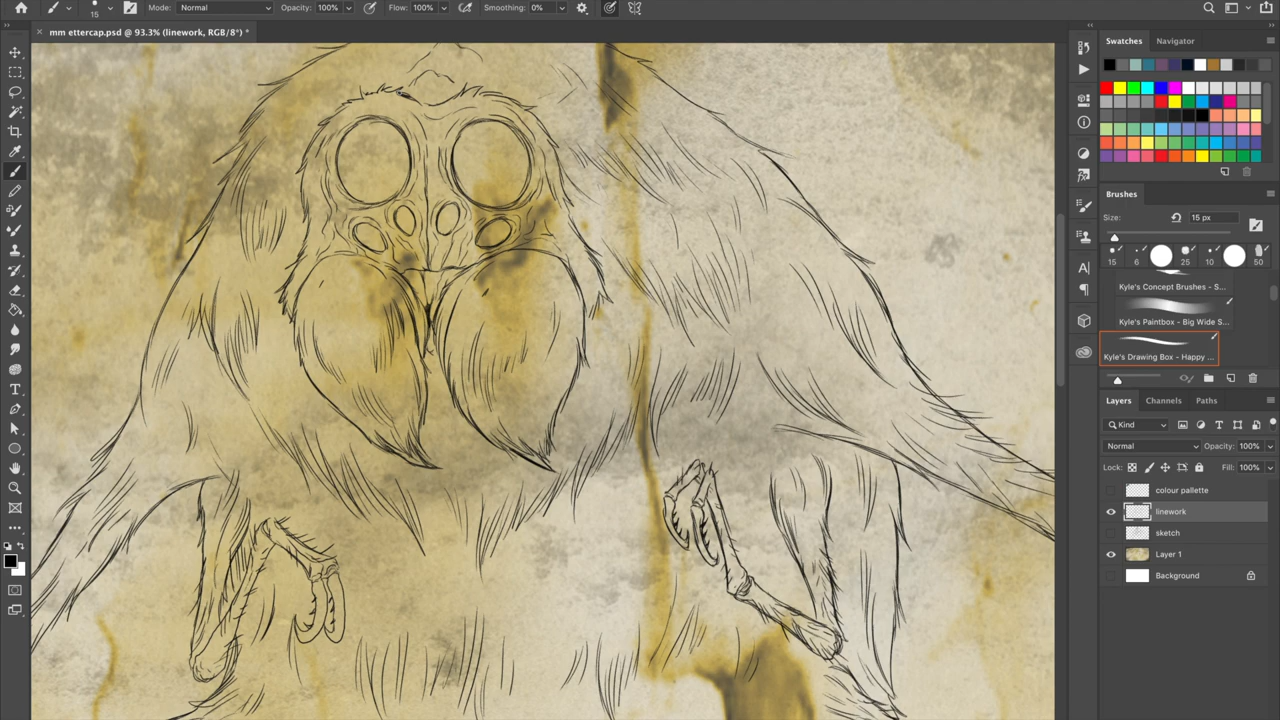 15
Mode: Normal
Opacity: 100%
Flow: 100%
Smoothing: 0%
× mm ettercap.psd @ 93.3% (linework, RGB/8*) *
Swatches Navigator
Brushes
Size: 15 px
15 6 25 10 50
Kyle's Concept Brushes - S...
Kyle's Paintbox - Big Wide S...
Kyle's Drawing Box - Happy ...
Layers Channels Paths
Kind
Normal Opacity: 100%
Lock: Fill: 100%
colour pallette
linework
sketch
Layer 1
Background